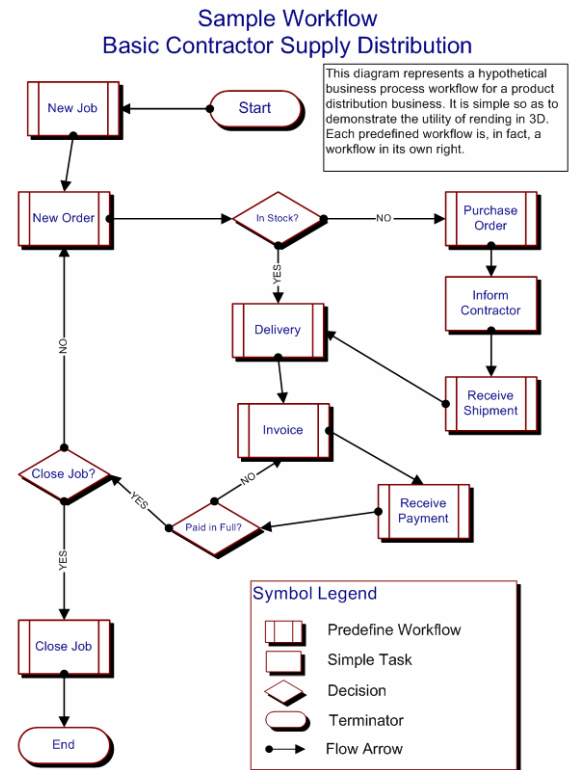 Sample Workflow
Basic Contractor Supply Distribution
This diagram represents a hypothetical
business process workflow for a product
distribution business. It is simple so as to
demonstrate the utility of rending in 3D.
Each predefined workflow is, in fact, a
workflow in its own right.
New Job
Start
New Order
In Stock?
NO
Purchase
Order
YES
Inform
Contractor
Delivery
Receive
Shipment
NO
Invoice
Close Job?
NO
YES
Paid in Full?
Receive
Payment
YES
Close Job
End
Symbol Legend
Predefine Workflow
Simple Task
Decision
Terminator
Flow Arrow